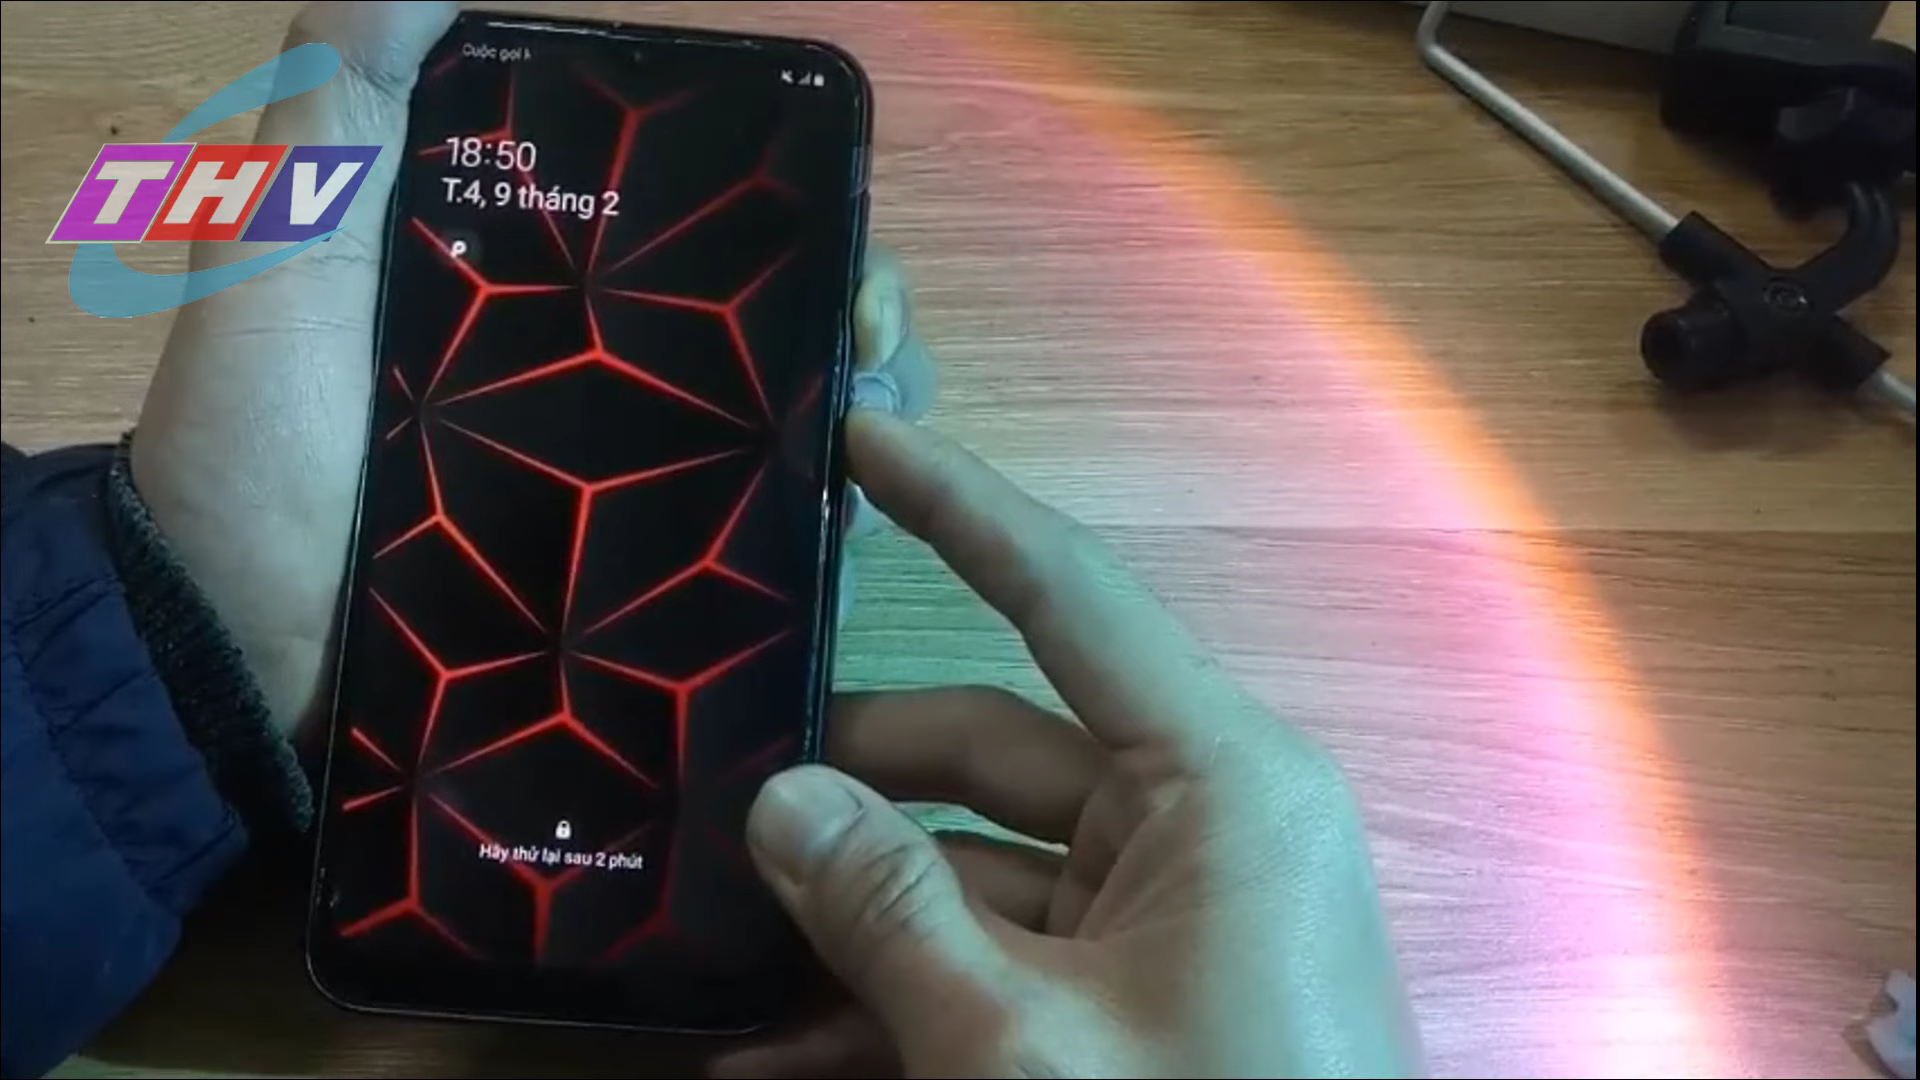 THV
Cuộc gọi k
18:50
T.4, 9 tháng 2
Hãy thử lại sau 2 phút